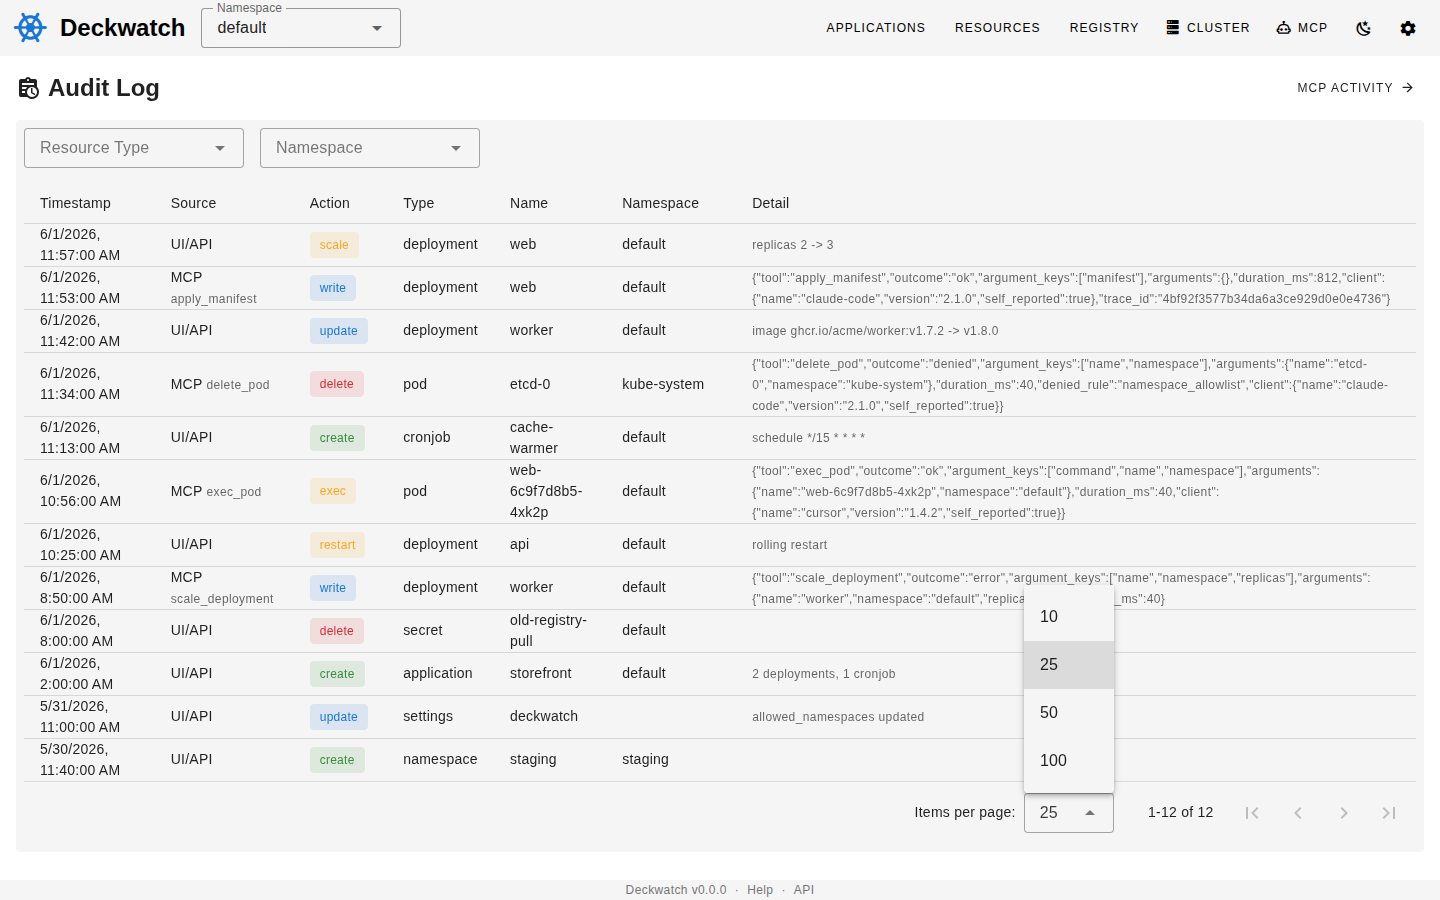 Deckwatch
Namespace
default
APPLICATIONS
RESOURCES
REGISTRY
CLUSTER
MCP
Audit Log
MCP ACTIVITY
Resource Type
Namespace
Timestamp Source Action Type Name Namespace Detail
6/1/2026,
11:57:00 AM
UI/API scale deployment web default replicas 2 -> 3
6/1/2026,
11:53:00 AM
MCP
apply_manifest
write deployment web default
{"tool":"apply_manifest","outcome":"ok","argument_keys":["manifest"],"arguments":{},"duration_ms":812,"client":
{"name":"claude-code","version":"2.1.0","self_reported":true},"trace_id":"4bf92f3577b34da6a3ce929d0e0e4736"}
6/1/2026,
11:42:00 AM
UI/API update deployment worker default image ghcr.io/acme/worker:v1.7.2 -> v1.8.0
6/1/2026,
11:34:00 AM
MCP delete_pod delete pod etcd-0 kube-system
{"tool":"delete_pod","outcome":"denied","argument_keys":["name","namespace"],"arguments":{"name":"etcd-
0","namespace":"kube-system"},"duration_ms":40,"denied_rule":"namespace_allowlist","client":{"name":"claude-
code","version":"2.1.0","self_reported":true}}
6/1/2026,
11:13:00 AM
UI/API create cronjob
cache-
warmer
default schedule */15 * * * *
6/1/2026,
10:56:00 AM
MCP exec_pod exec pod
web-
6c9f7d8b5-
4xk2p
default
{"tool":"exec_pod","outcome":"ok","argument_keys":["command","name","namespace"],"arguments":
{"name":"web-6c9f7d8b5-4xk2p","namespace":"default"},"duration_ms":40,"client":
{"name":"cursor","version":"1.4.2","self_reported":true}}
6/1/2026,
10:25:00 AM
UI/API restart deployment api default rolling restart
6/1/2026,
8:50:00 AM
MCP
scale_deployment
write deployment worker default
{"tool":"scale_deployment","outcome":"error","argument_keys":["name","namespace","replicas"],"arguments":
{"name":"worker","namespace":"default","replica _ms":40}
6/1/2026,
8:00:00 AM
UI/API delete secret
old-registry-
pull
default
6/1/2026,
2:00:00 AM
UI/API create application storefront default 2 deployments, 1 cronjob
5/31/2026,
11:00:00 AM
UI/API update settings deckwatch allowed_namespaces updated
5/30/2026,
11:40:00 AM
UI/API create namespace staging staging
10
25
50
100
Items per page: 25 1-12 of 12
Deckwatch v0.0.0 · Help · API